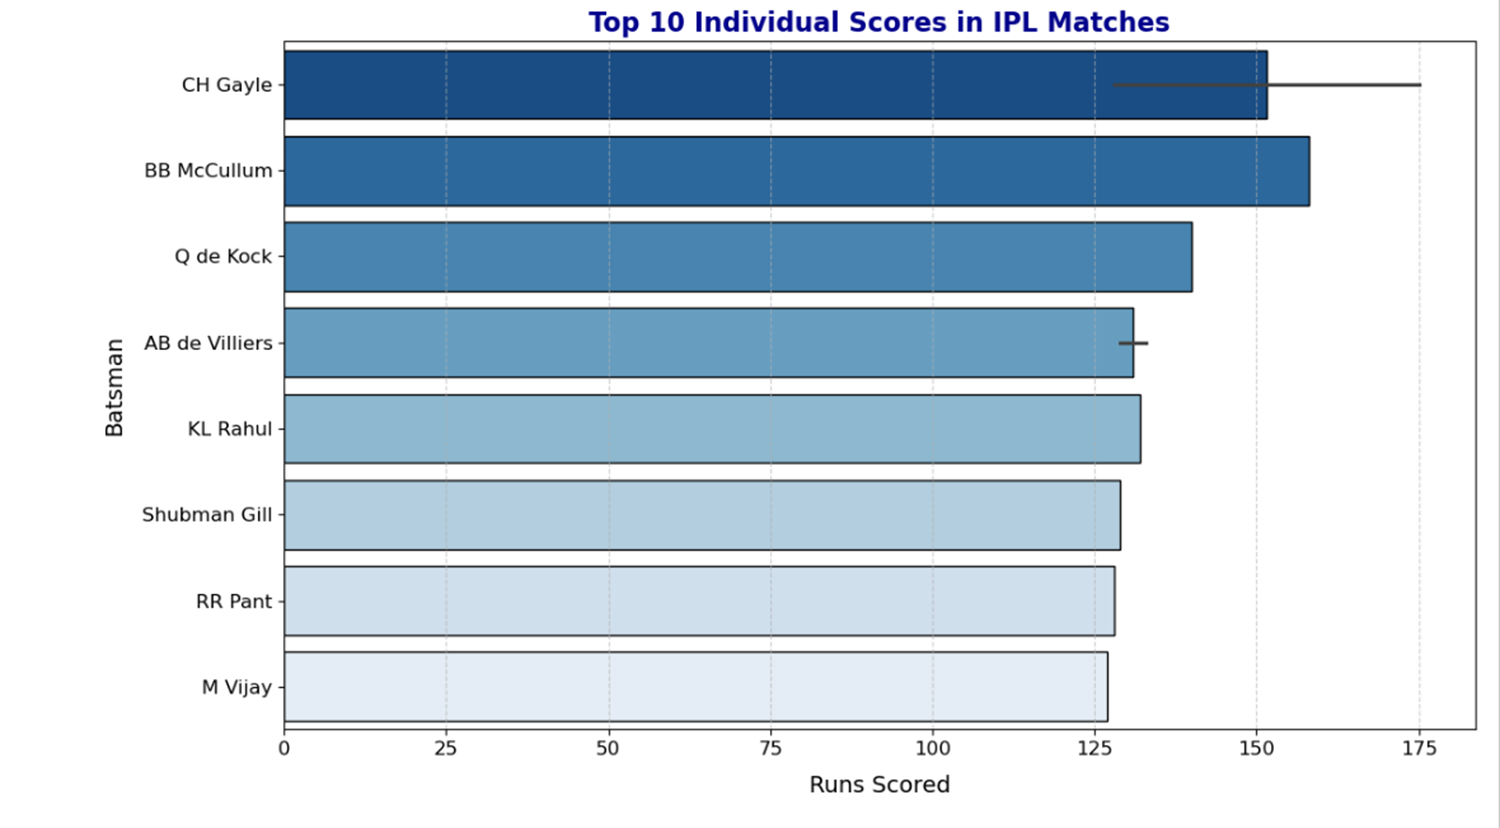 Top 10 Individual Scores in IPL Matches
CH Gayle
BB McCullum
Q de Kock
AB de Villiers
KL Rahul
Shubman Gill
RR Pant
M Vijay
Batsman
0 25 50 75 100 125 150 175
Runs Scored